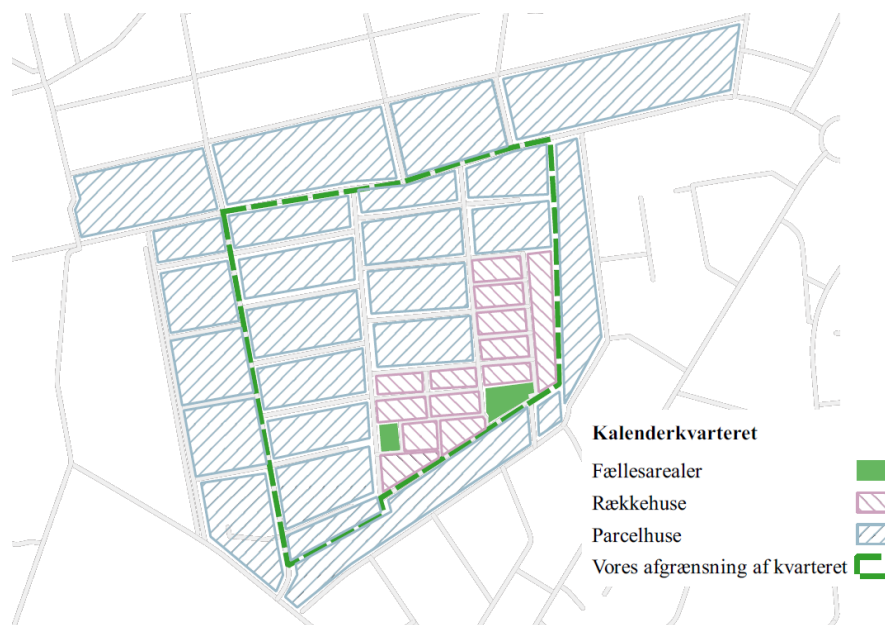 Kalenderkvarteret
Fællesarealer
Rækkehuse
Parcelhuse
Vores afgrænsning af kvarteret